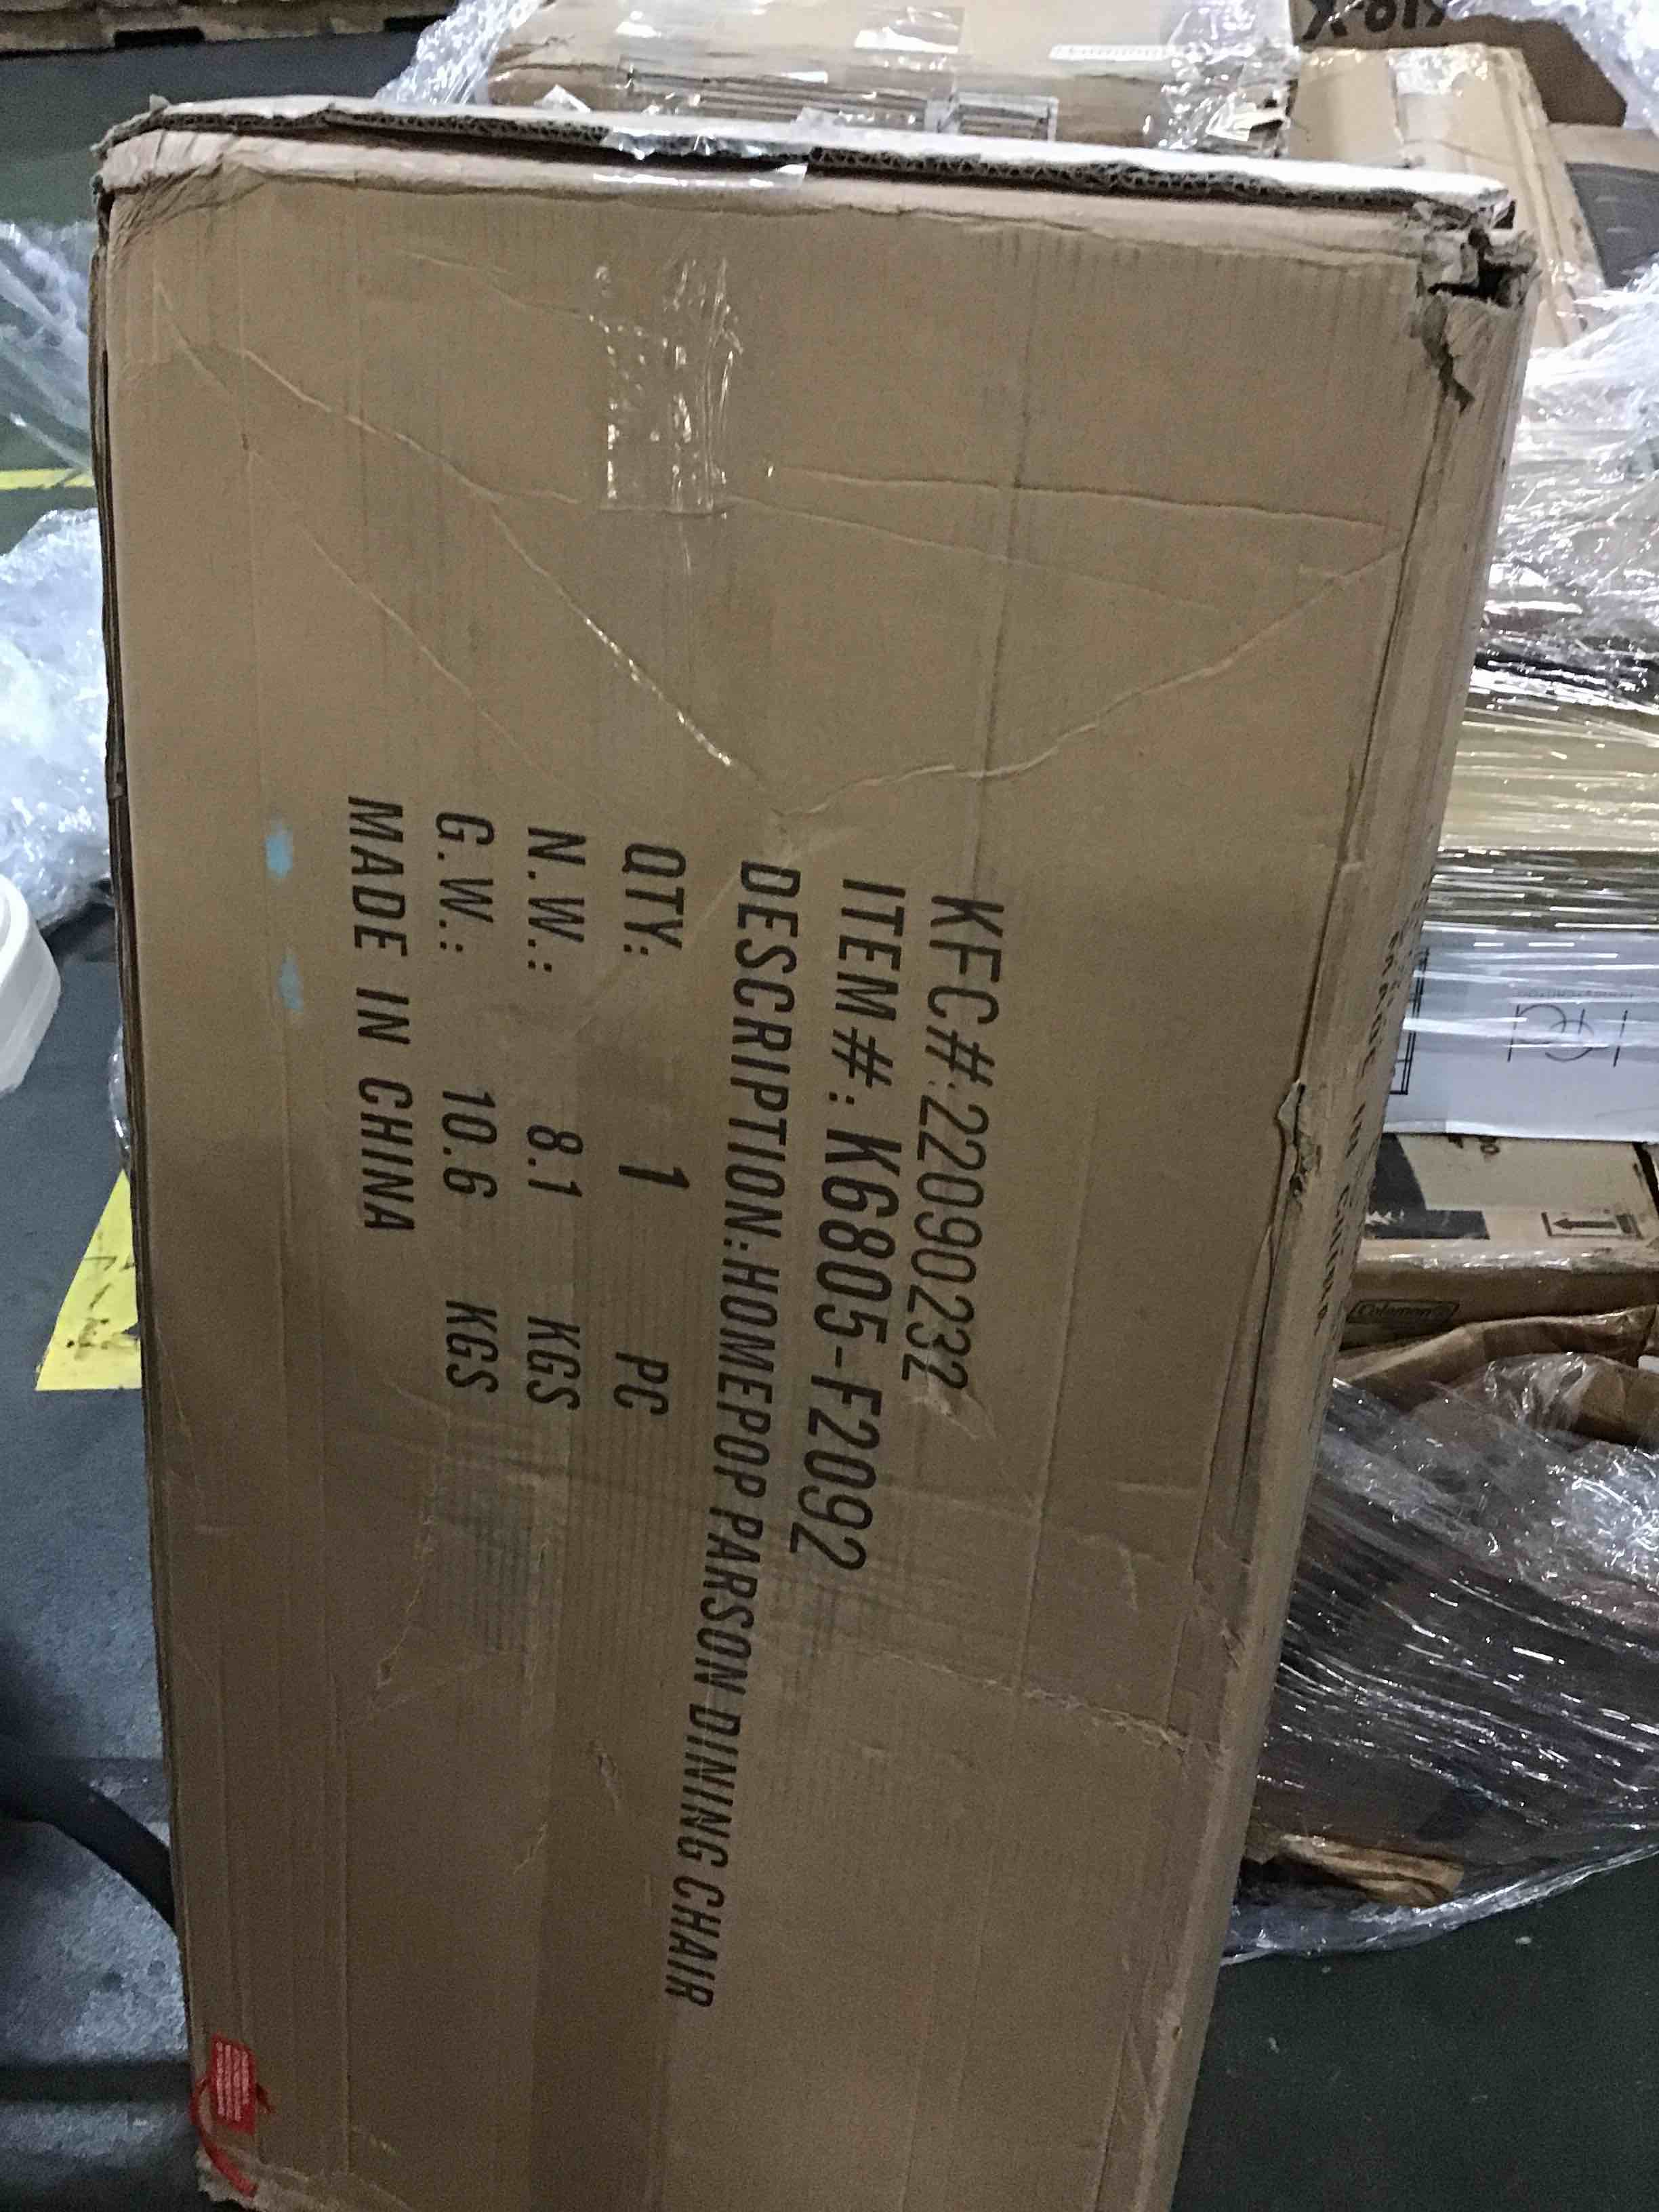 KFC#:22090232
ITEM#: K6805-F2092
DESCRIPTION:HOMEPOP PARSON DINING CHAIR
QTY: 1 PC
N.W.: 8.1 KGS
G.W.: 10.6 KGS
MADE IN CHINA
Coleman